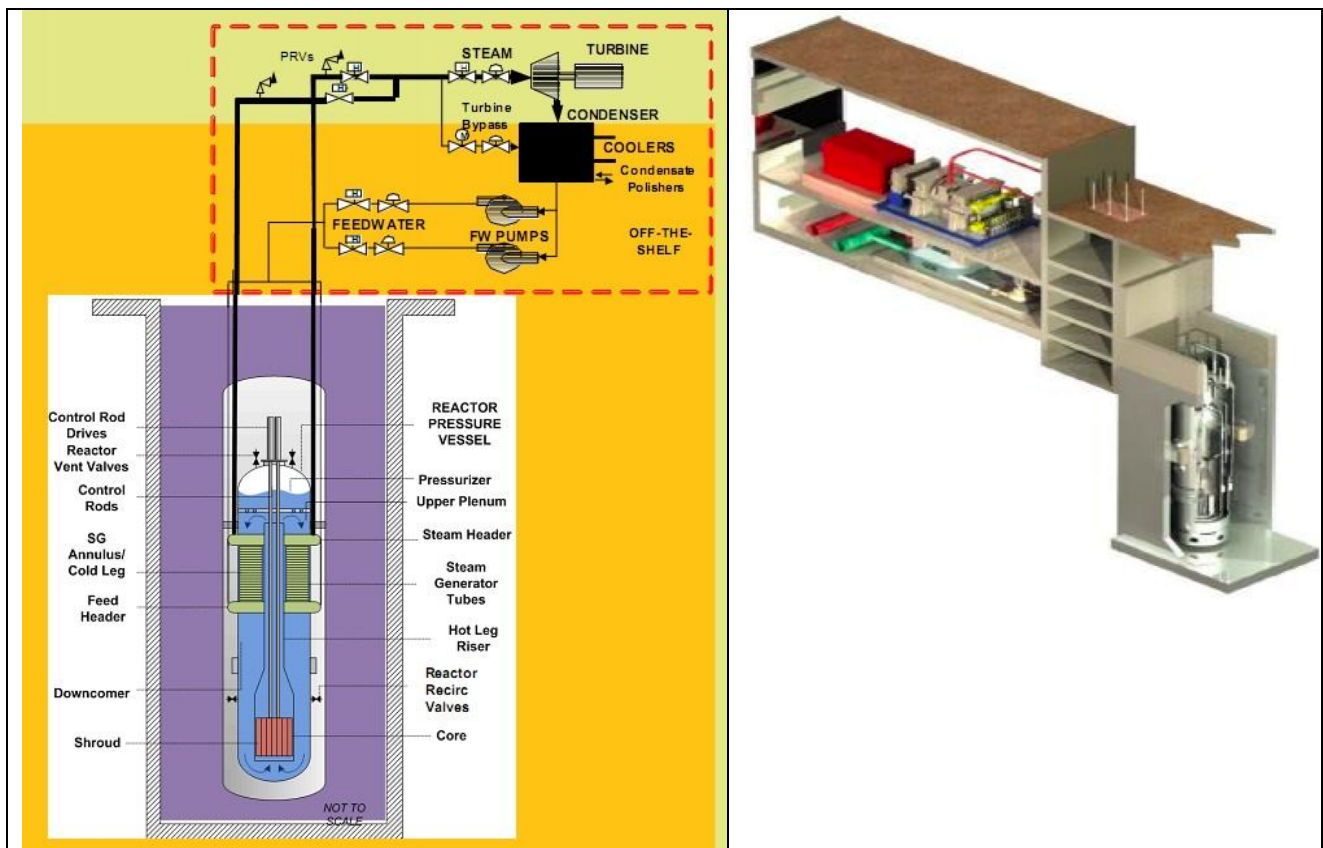 PRVs
STEAM
TURBINE
Turbine
Bypass
CONDENSER
COOLERS
Condensate
Polishers
FEEDWATER
FW PUMPS
OFF-THE-
SHELF
Control Rod
Drives
Reactor
Vent Valves
Control
Rods
SG
Annulus/
Cold Leg
Feed
Header
Downcomer
Shroud
REACTOR
PRESSURE
VESSEL
Pressurizer
Upper Plenum
Steam Header
Steam
Generator
Tubes
Hot Leg
Riser
Reactor
Recirc
Valves
Core
NOT TO
SCALE